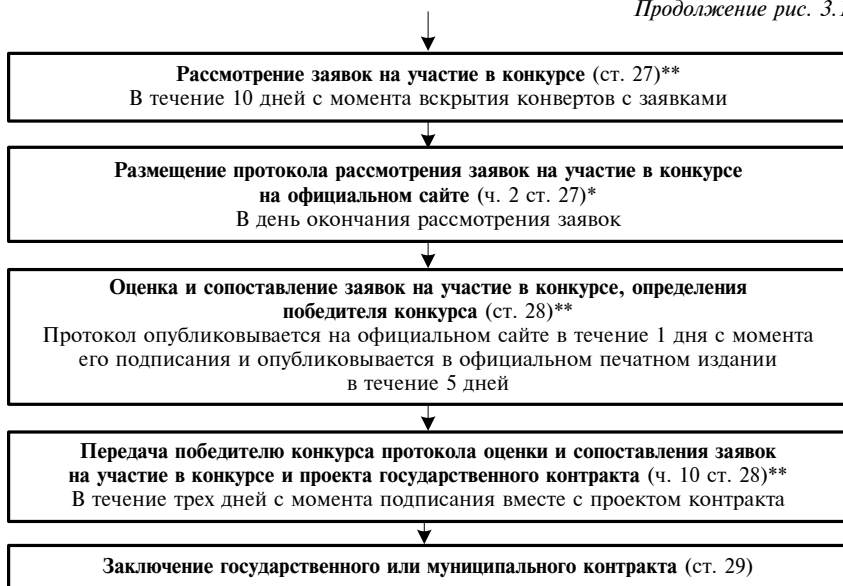 Продолжение рис. 3.1
Рассмотрение заявок на участие в конкурсе (ст. 27)**
В течение 10 дней с момента вскрытия конвертов с заявками
Размещение протокола рассмотрения заявок на участие в конкурсе
на официальном сайте (ч. 2 ст. 27)*
В день окончания рассмотрения заявок
Оценка и сопоставление заявок на участие в конкурсе, определения
победителя конкурса (ст. 28)**
Протокол опубликовывается на официальном сайте в течение 1 дня с момента
его подписания и опубликовывается в официальном печатном издании
в течение 5 дней
Передача победителю конкурса протокола оценки и сопоставления заявок
на участие в конкурсе и проекта государственного контракта (ч. 10 ст. 28)**
В течение трех дней с момента подписания вместе с проектом контракта
Заключение государственного или муниципального контракта (ст. 29)